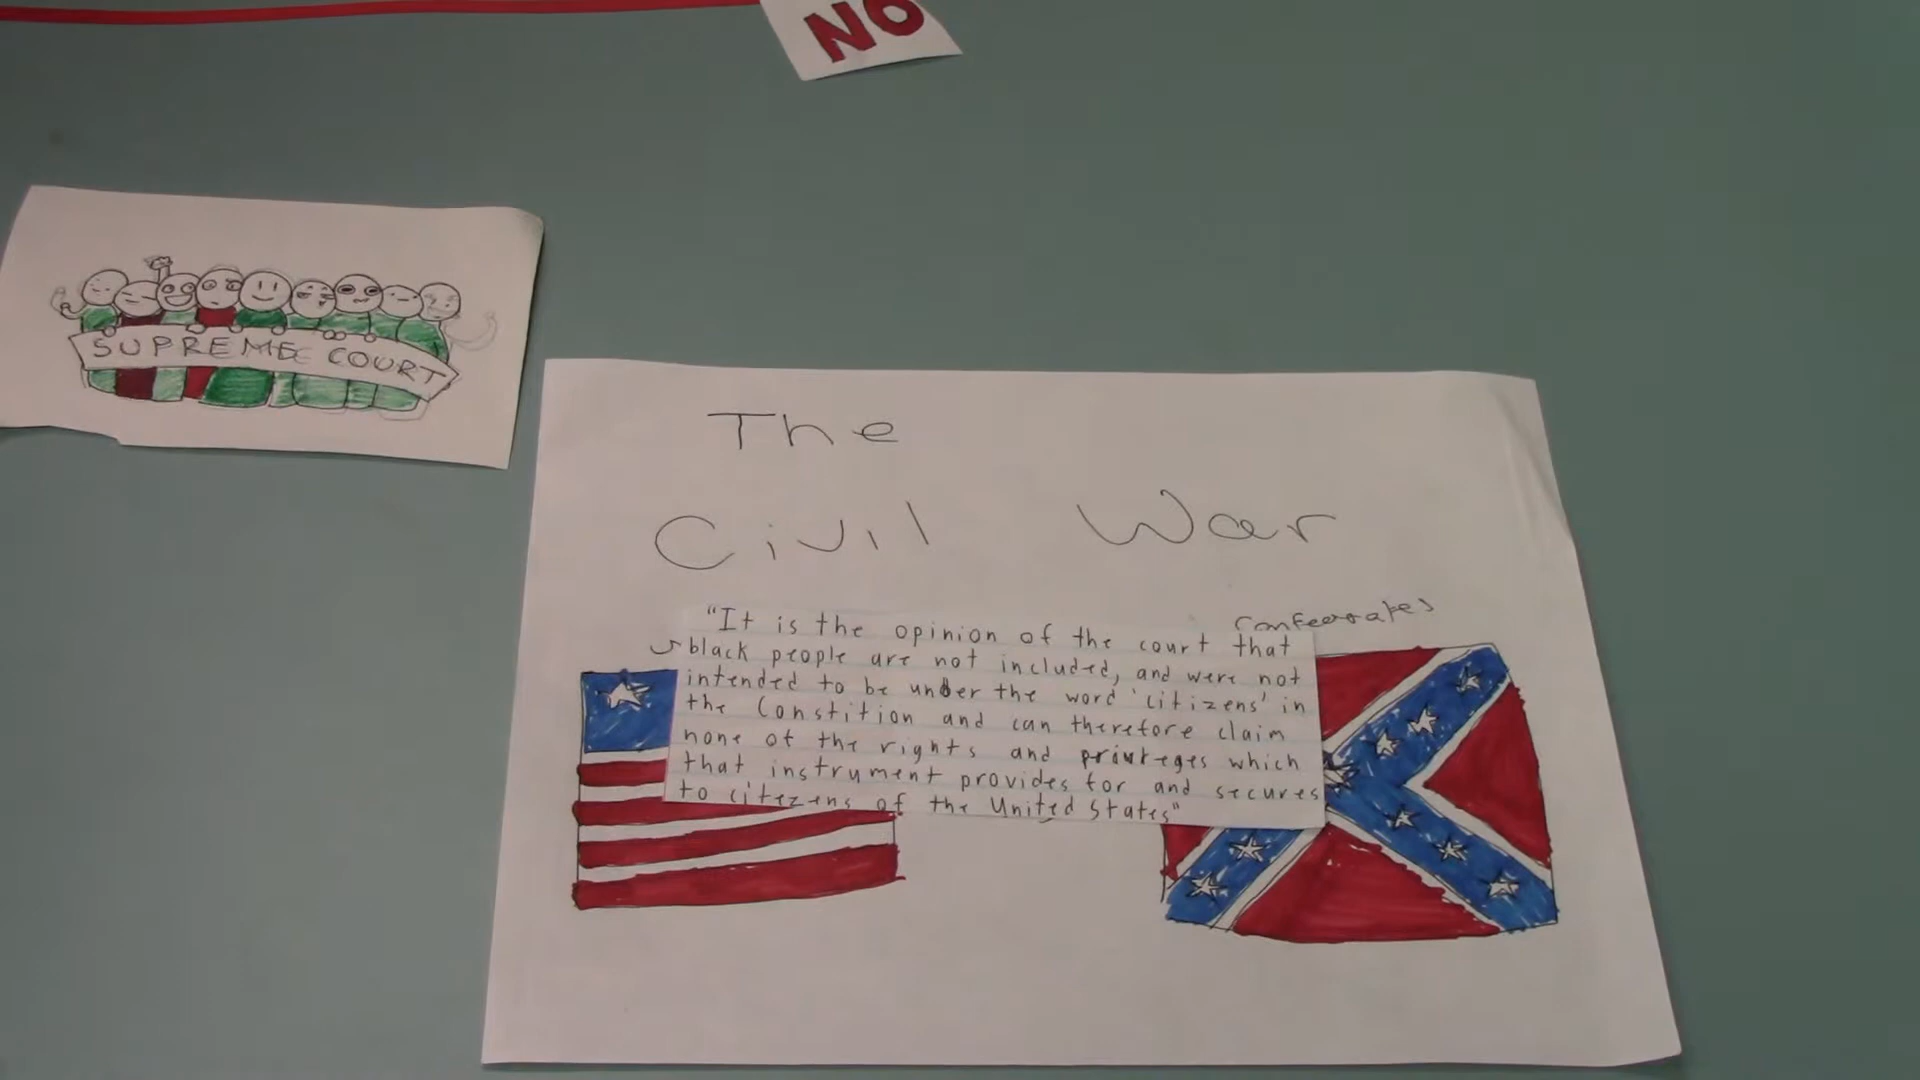 NO
SUPREME COURT
The
Civil War
Confederates
"It is the opinion of the court that
black people are not included, and were not
intended to be under the word 'citizens' in
the Constition and can therefore claim
none of the rights and privileges which
that instrument provides for and secures
to citezens of the United States"